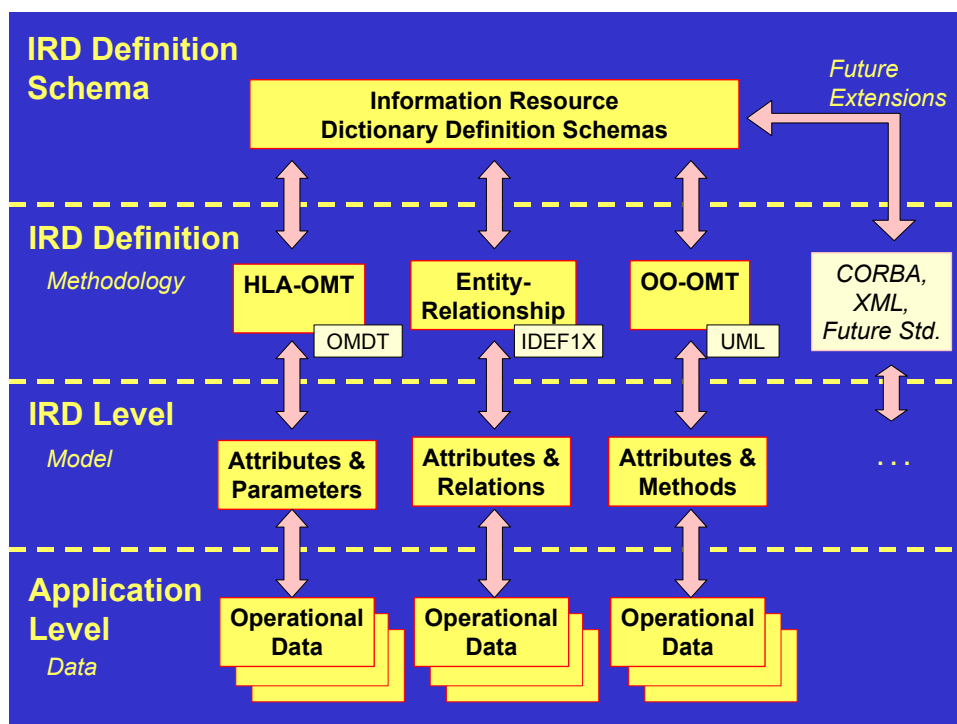 IRD Definition
Schema
Future
Extensions
Information Resource
Dictionary Definition Schemas
IRD Definition
Methodology
HLA-OMT
OMDT
Entity-
Relationship
IDEF1X
OO-OMT
UML
CORBA,
XML,
Future Std.
IRD Level
Model
Attributes &
Parameters
Attributes &
Relations
Attributes &
Methods
. . .
Application
Level
Data
Operational
Data
Operational
Data
Operational
Data